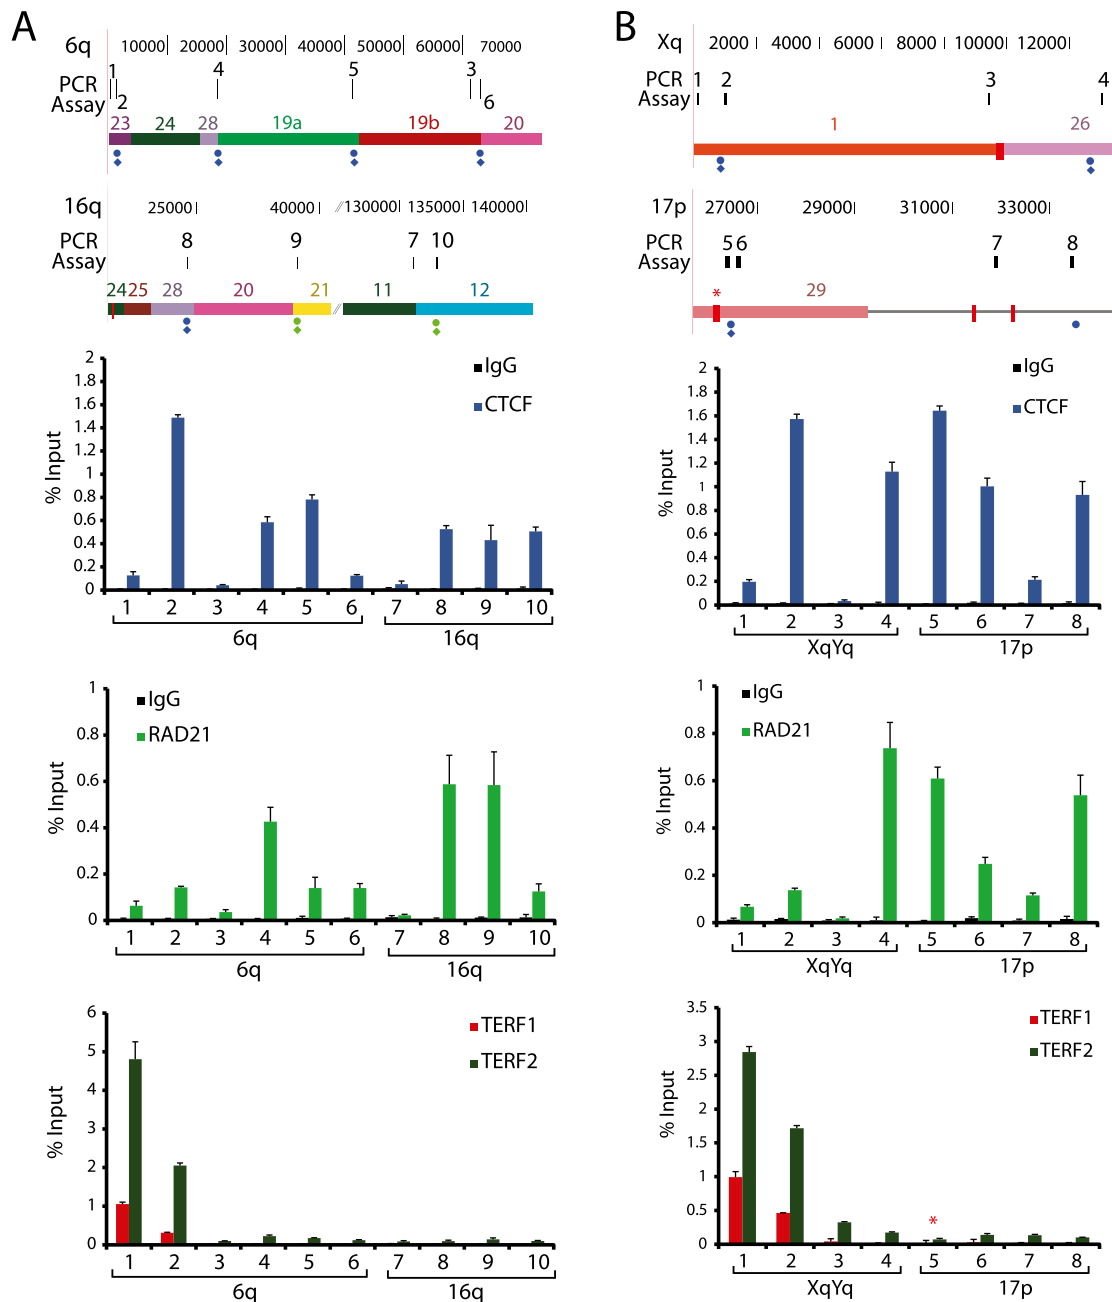 A
6q 10000 20000 30000 40000 50000 60000 70000
PCR Assay 1 2 4 5 3 6
23 24 28 19a 19b 20
16q 25000 40000 // 130000 135000 140000
PCR Assay 8 9 7 10
24 25 28 20 21 // 11 12
IgG
CTCF
% Input
2
1.8
1.6
1.4
1.2
1
0.8
0.6
0.4
0.2
0
1 2 3 4 5 6 7 8 9 10
6q 16q
IgG
RAD21
% Input
1
0.8
0.6
0.4
0.2
0
1 2 3 4 5 6 7 8 9 10
6q 16q
TERF1
TERF2
% Input
6
5
4
3
2
1
0
1 2 3 4 5 6 7 8 9 10
6q 16q
B
Xq 2000 4000 6000 8000 10000 12000
PCR Assay 1 2 3 4
1 26
17p 27000 29000 31000 33000
PCR Assay 5 6 7 8
* 29
IgG
CTCF
% Input
2
1.8
1.6
1.4
1.2
1
1.2
0.8
0.6
0.4
0.2
0
1 2 3 4 5 6 7 8
XqYq 17p
IgG
RAD21
% Input
1
0.8
0.6
0.4
0.2
0
1 2 3 4 5 6 7 8
XqYq 17p
TERF1
TERF2
% Input
3.5
3
2.5
2
1.5
1
0.5
0
*
1 2 3 4 5 6 7 8
XqYq 17p